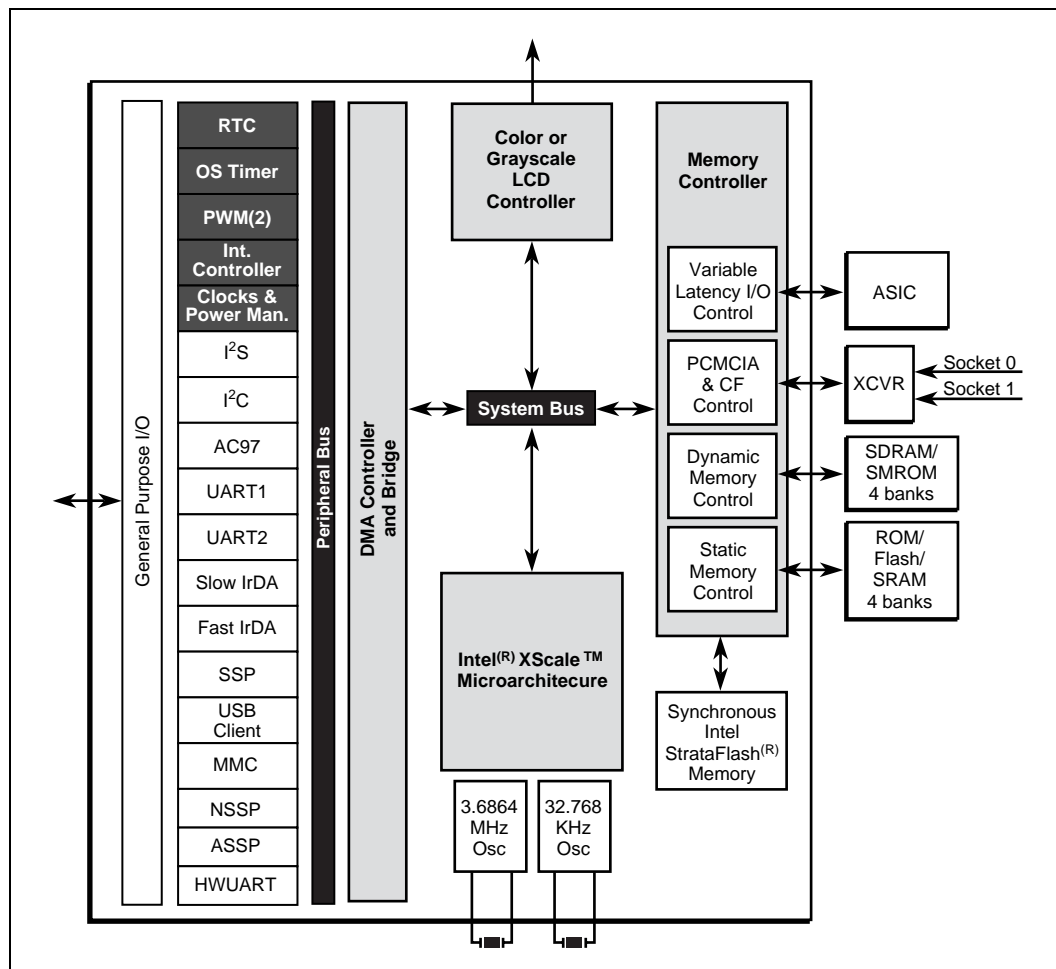 General Purpose I/O
RTC
OS Timer
PWM(2)
Int.
Controller
Clocks &
Power Man.
I²S
I²C
AC97
UART1
UART2
Slow IrDA
Fast IrDA
SSP
USB
Client
MMC
NSSP
ASSP
HWUART
Peripheral Bus
DMA Controller
and Bridge
Color or
Grayscale
LCD
Controller
System Bus
Intel(R) XScale™
Microarchitecure
3.6864
MHz
Osc
32.768
KHz
Osc
Memory
Controller
Variable
Latency I/O
Control
PCMCIA
& CF
Control
Dynamic
Memory
Control
Static
Memory
Control
Synchronous
Intel
StrataFlash(R)
Memory
ASIC
XCVR
Socket 0
Socket 1
SDRAM/
SMROM
4 banks
ROM/
Flash/
SRAM
4 banks